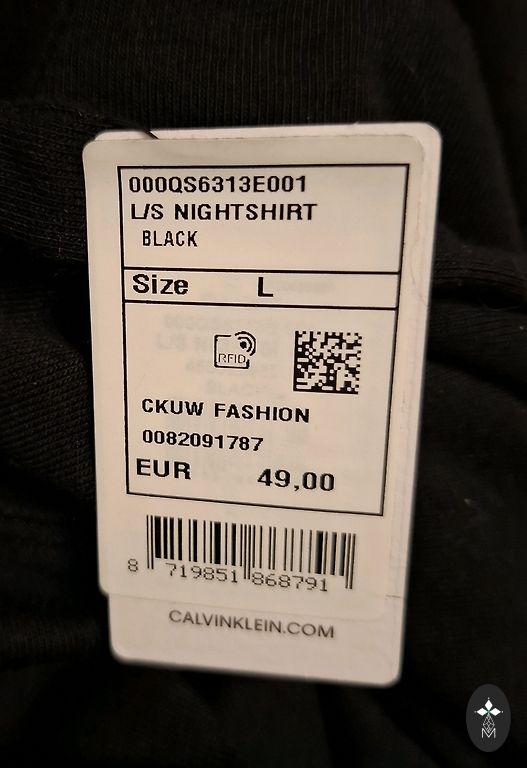 000QS6313E001
L/S NIGHTSHIRT
BLACK
Size L
RFID
CKUW FASHION
0082091787
EUR 49,00
8 719851 868791
CALVINKLEIN.COM
M